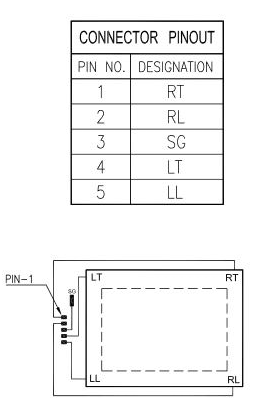 CONNECTOR PINOUT
PIN NO. DESIGNATION
1 RT
2 RL
3 SG
4 LT
5 LL
PIN-1
SG
LT RT
LL RL